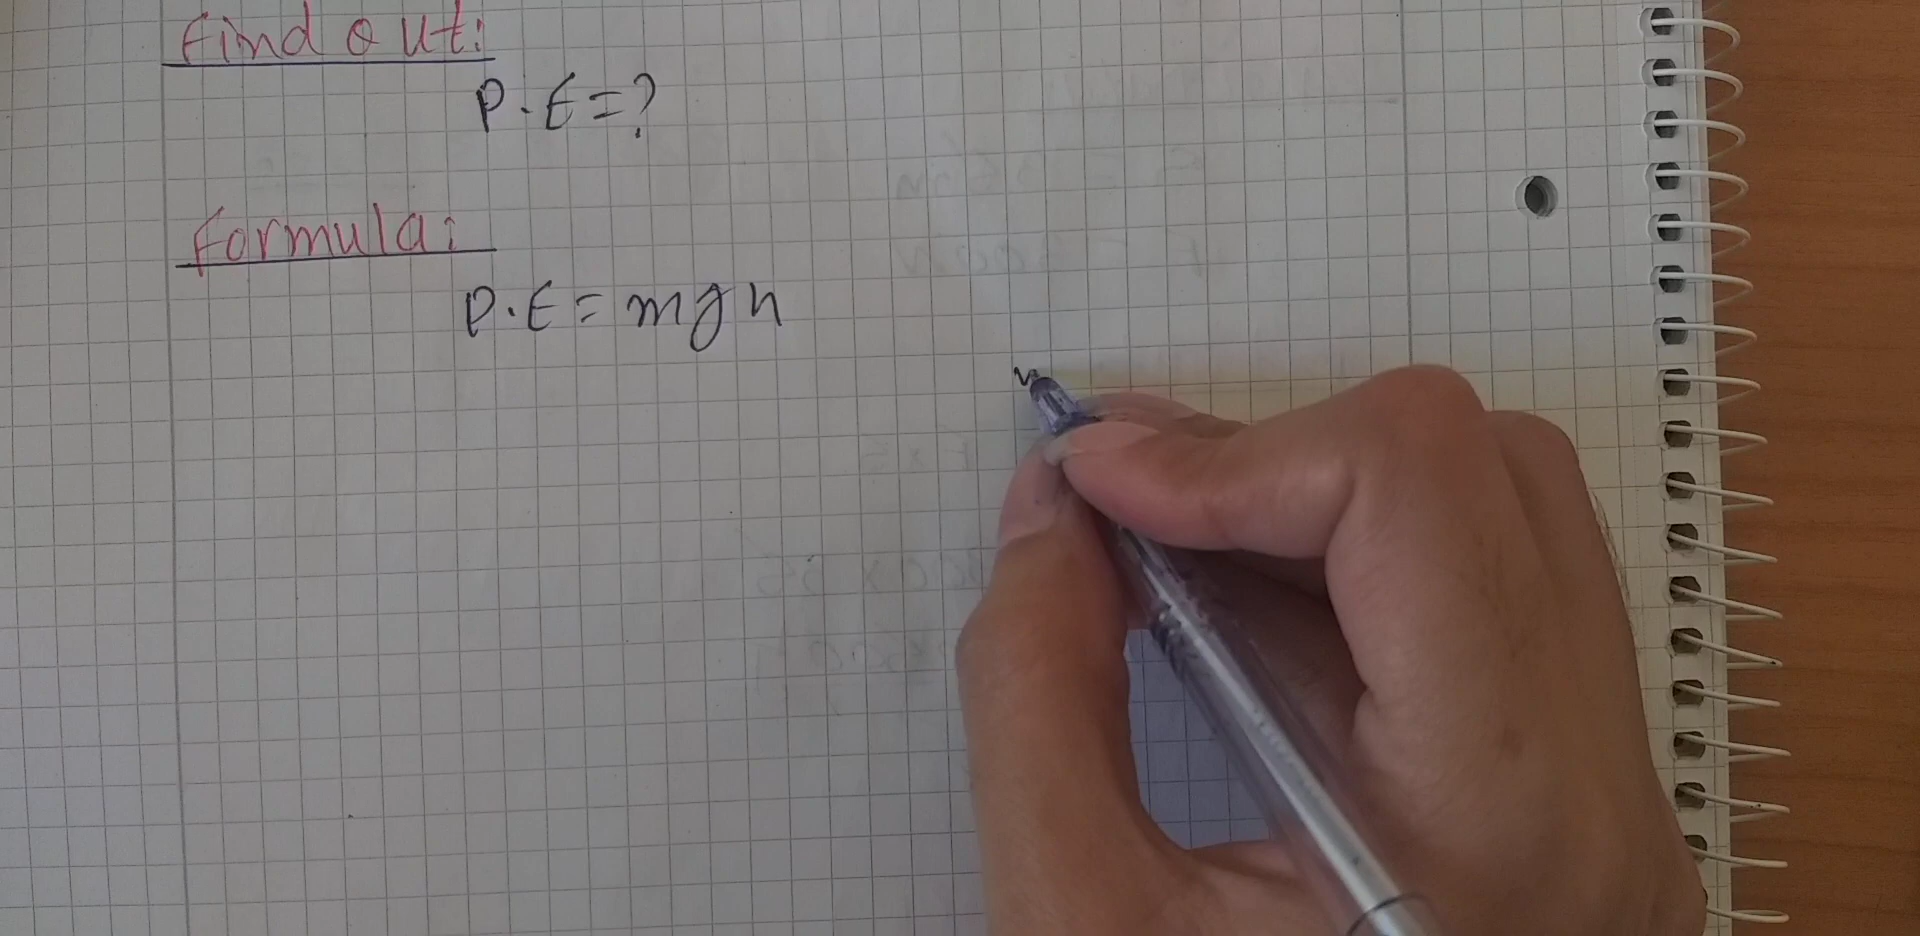 Find out:
P.E=?
Formula:
P.E = mgh